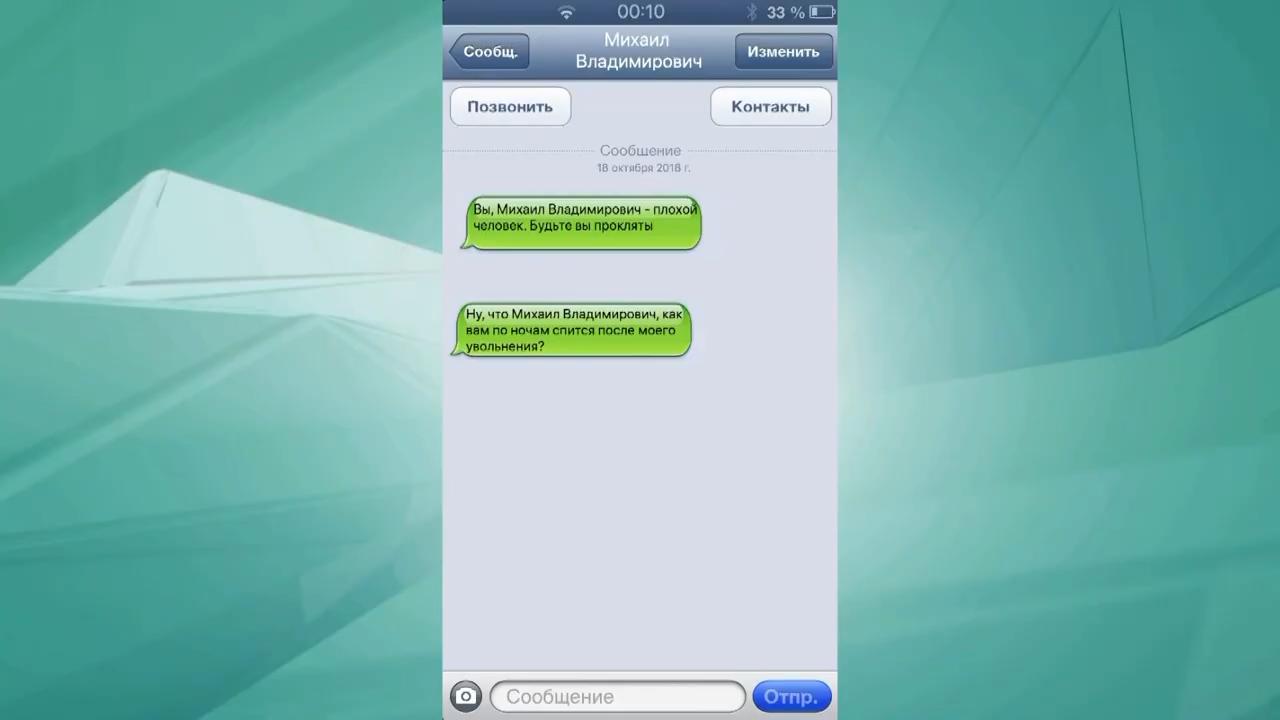 00:10
33 %
Сообщ.
Михаил
Владимирович
Изменить
Позвонить
Контакты
Сообщение
18 октября 2018 г.
Вы, Михаил Владимирович - плохой
человек. Будьте вы прокляты
Ну, что Михаил Владимирович, как
вам по ночам спится после моего
увольнения?
Сообщение
Отпр.